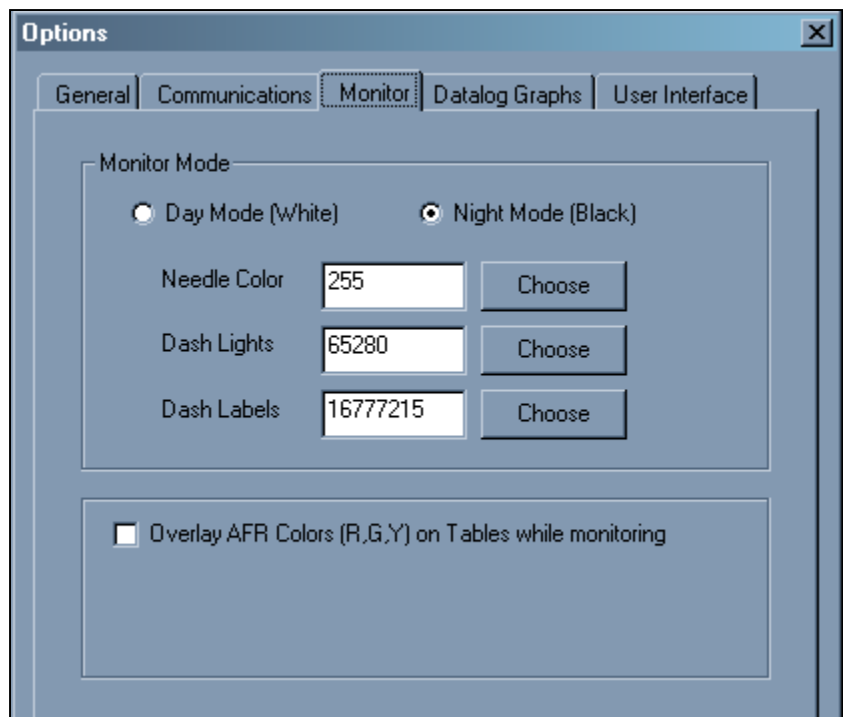 Options
General Communications Monitor Datalog Graphs User Interface
Monitor Mode
Day Mode (White) Night Mode (Black)
Needle Color 255 Choose
Dash Lights 65280 Choose
Dash Labels 16777215 Choose
Overlay AFR Colors (R,G,Y) on Tables while monitoring